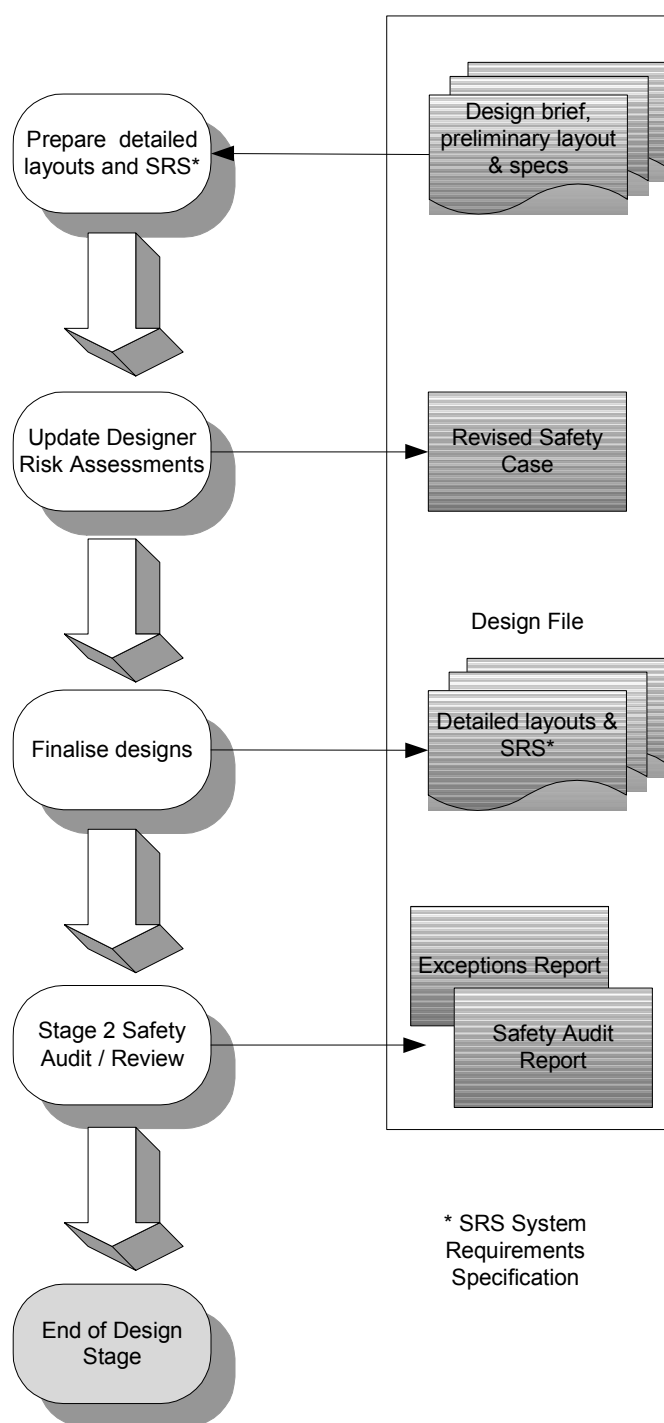 Prepare detailed
layouts and SRS*
Design brief,
preliminary layout
& specs
Update Designer
Risk Assessments
Revised Safety
Case
Design File
Finalise designs
Detailed layouts &
SRS*
Stage 2 Safety
Audit / Review
Exceptions Report
Safety Audit
Report
* SRS System
Requirements
Specification
End of Design
Stage